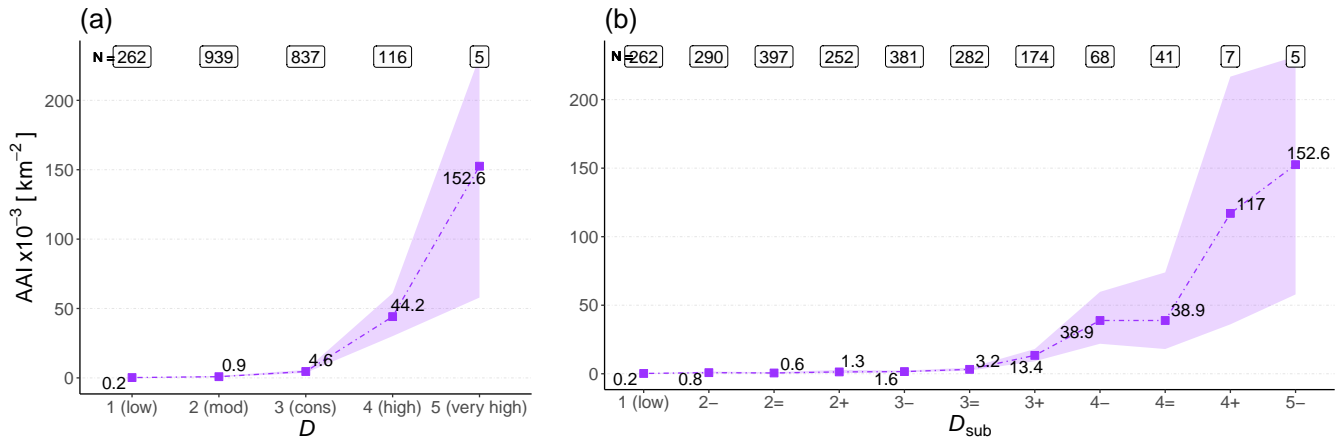 (a)
N = 262 939 837 116 5
200
150
100
50
0
AAI x10⁻³ [ km⁻² ]
0.2 0.9 4.6 44.2 152.6
1 (low) 2 (mod) 3 (cons) 4 (high) 5 (very high)
D
(b)
N = 262 290 397 252 381 282 174 68 41 7 5
200
150
100
50
0
0.2 0.8 0.6 1.3 1.6 3.2 13.4 38.9 38.9 117 152.6
1 (low) 2− 2= 2+ 3− 3= 3+ 4− 4= 4+ 5−
D_sub